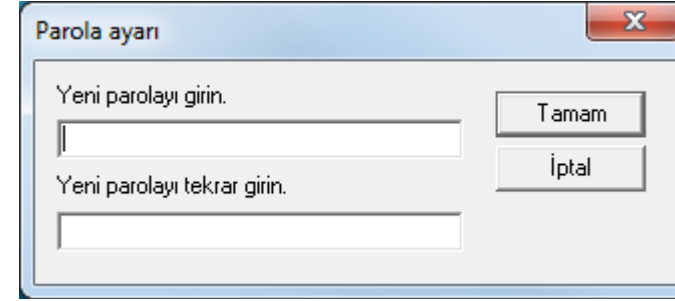 Parola ayarı
Yeni parolayı girin.
Tamam
İptal
Yeni parolayı tekrar girin.